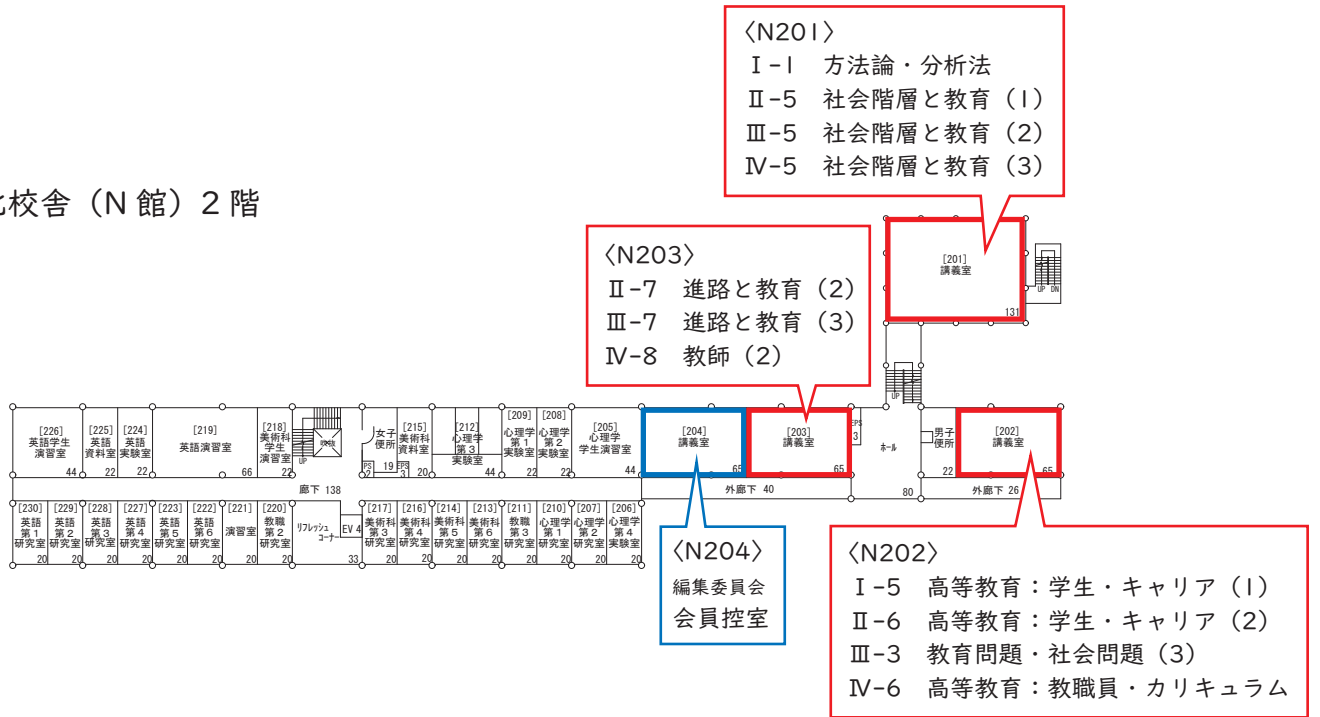 〈N201〉
Ⅰ-1 方法論・分析法
Ⅱ-5 社会階層と教育（1）
Ⅲ-5 社会階層と教育（2）
Ⅳ-5 社会階層と教育（3）
校舎（N館）2階
〈N203〉
Ⅱ-7 進路と教育（2）
Ⅲ-7 進路と教育（3）
Ⅳ-8 教師（2）
[201]
講義室
131
UP DN
UP
[226]
英語学生
演習室
44
[225]
英語
資料室
22
[224]
英語
実験室
22
[219]
英語演習室
66
[218]
美術科
学生
演習室
22
UP
女子
便所
19
PS
2
EPS
3
[215]
美術科
資料室
20
[212]
心理学
第3
実験室
44
[209]
心理学
第1
実験室
22
[208]
心理学
第2
実験室
22
[205]
心理学
学生演習室
44
[204]
講義室
65
[203]
講義室
65
EPS
3
ホール
80
男子
便所
22
[202]
講義室
65
廊下 138
外廊下 40
外廊下 26
[230]
英語
第1
研究室
20
[229]
英語
第2
研究室
20
[228]
英語
第3
研究室
20
[227]
英語
第4
研究室
20
[223]
英語
第5
研究室
20
[222]
英語
第6
研究室
20
[221]
演習室
20
[220]
教職
第2
研究室
20
リフレッシュ
コーナー
EV 4
33
[217]
美術科
第3
研究室
20
[216]
美術科
第4
研究室
20
[214]
美術科
第5
研究室
20
[213]
美術科
第6
研究室
20
[211]
教職
第3
研究室
20
[210]
心理学
第1
研究室
20
[207]
心理学
第2
研究室
20
[206]
心理学
第4
実験室
20
〈N204〉
編集委員会
会員控室
〈N202〉
Ⅰ-5 高等教育：学生・キャリア（1）
Ⅱ-6 高等教育：学生・キャリア（2）
Ⅲ-3 教育問題・社会問題（3）
Ⅳ-6 高等教育：教職員・カリキュラム